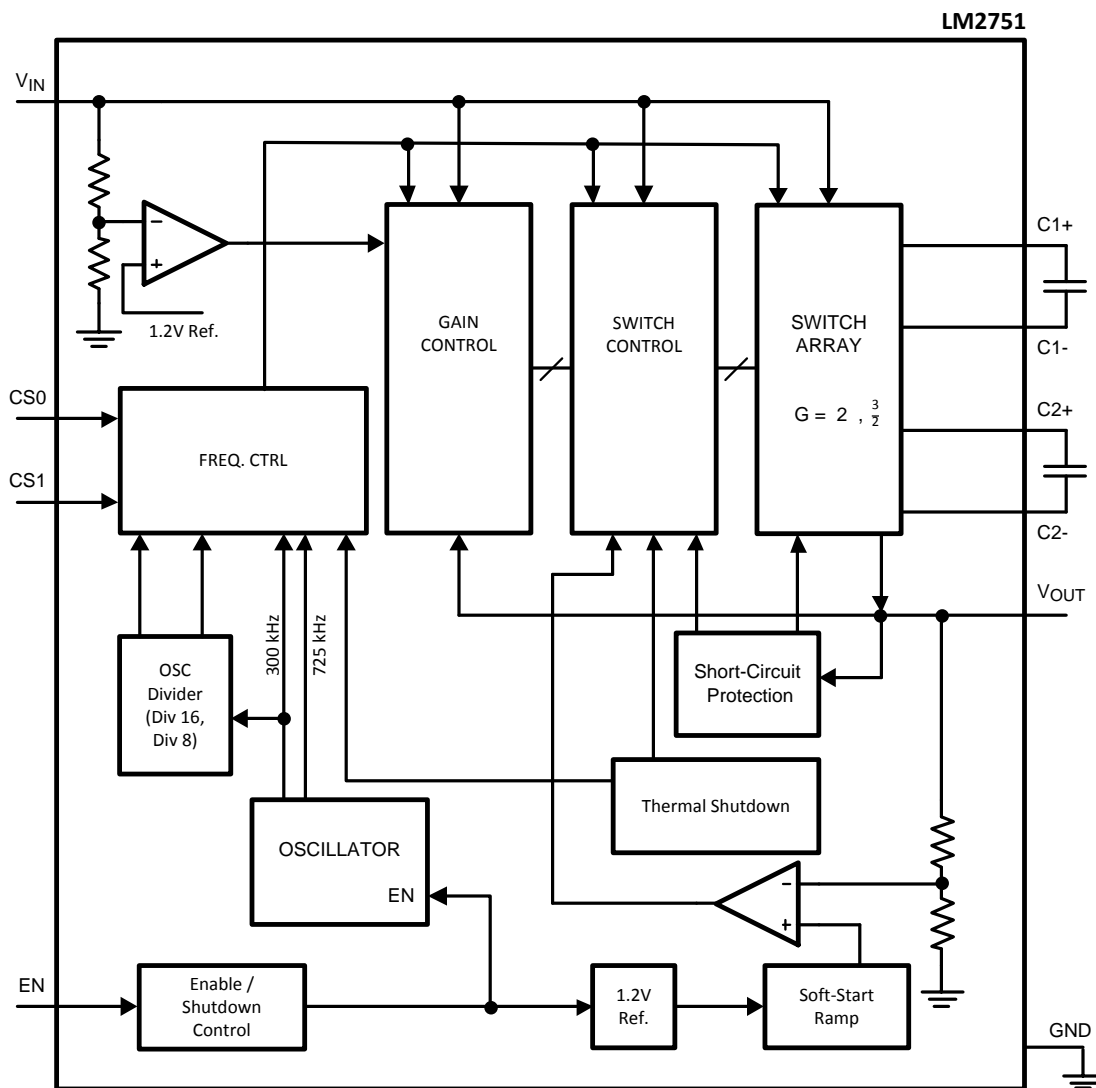 LM2751
VIN
1.2V Ref.
GAIN
CONTROL
SWITCH
CONTROL
SWITCH
ARRAY
G = 2 , 3/2
C1+
C1-
C2+
C2-
CS0
CS1
FREQ. CTRL
VOUT
300 kHz
725 kHz
OSC
Divider
(Div 16,
Div 8)
Short-Circuit
Protection
Thermal Shutdown
OSCILLATOR
EN
EN
Enable /
Shutdown
Control
1.2V
Ref.
Soft-Start
Ramp
GND